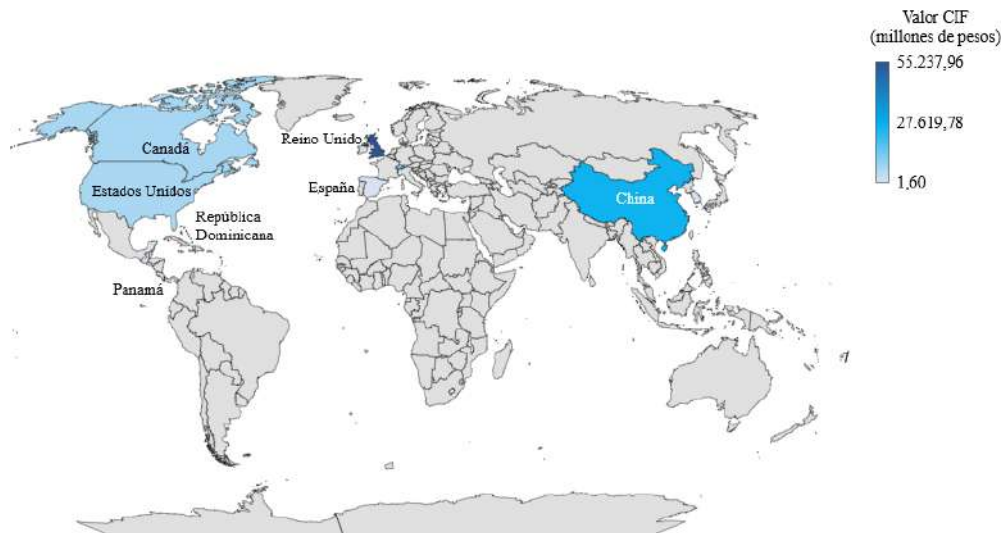 Valor CIF
(millones de pesos)
55.237,96
27.619,78
1,60
Reino Unido
Canadá
España
Estados Unidos
China
República
Dominicana
Panamá